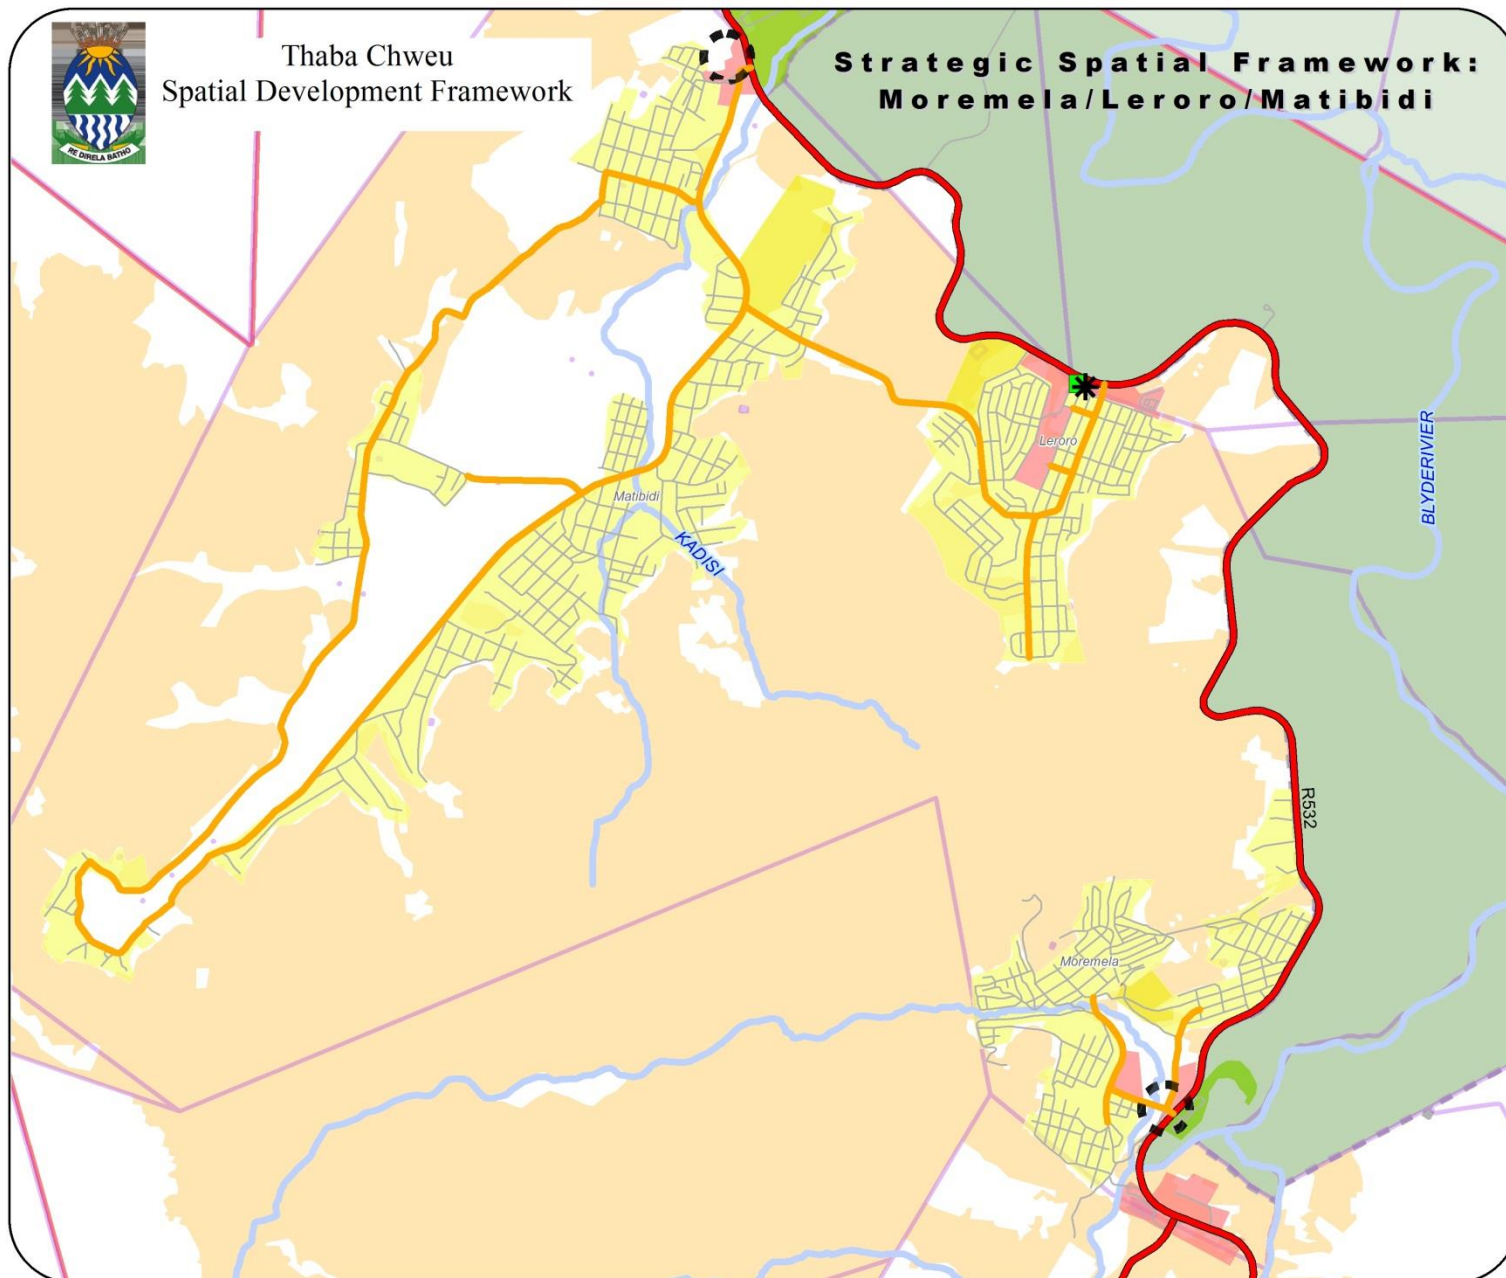 Thaba Chweu
Spatial Development Framework
RE DIRELA BATHO
Strategic Spatial Framework:
Moremela/Leroro/Matibidi
Leroro
BLYDERIVIER
Matibidi
KADISI
R532
Moremela